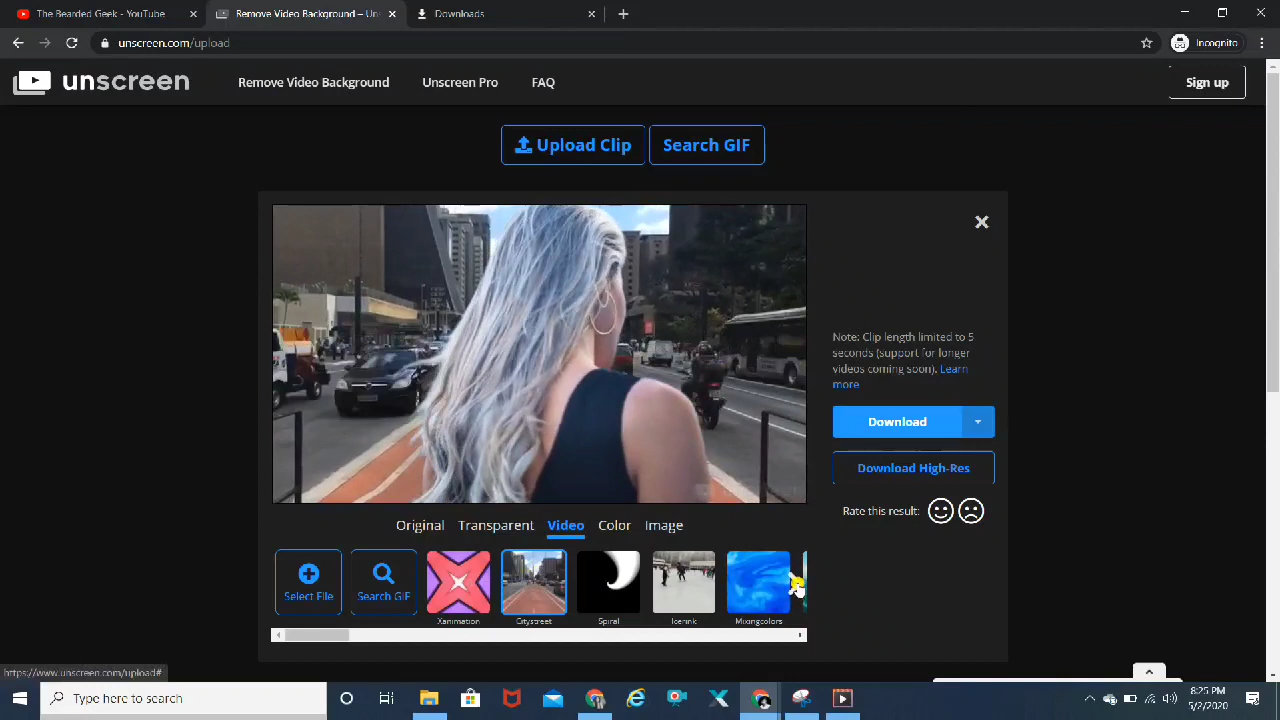 The Bearded Geek - YouTube
Remove Video Background – Uns
Downloads
unscreen.com/upload
Incognito
unscreen
Remove Video Background
Unscreen Pro
FAQ
Sign up
Upload Clip
Search GIF
Note: Clip length limited to 5
seconds (support for longer
videos coming soon). Learn
more
Download
Download High-Res
Rate this result:
Original
Transparent
Video
Color
Image
Select File
Search GIF
Xanimation
Citystreet
Spiral
Icerink
Mixingcolors
https://www.unscreen.com/upload#
Type here to search
8:25 PM
5/2/2020